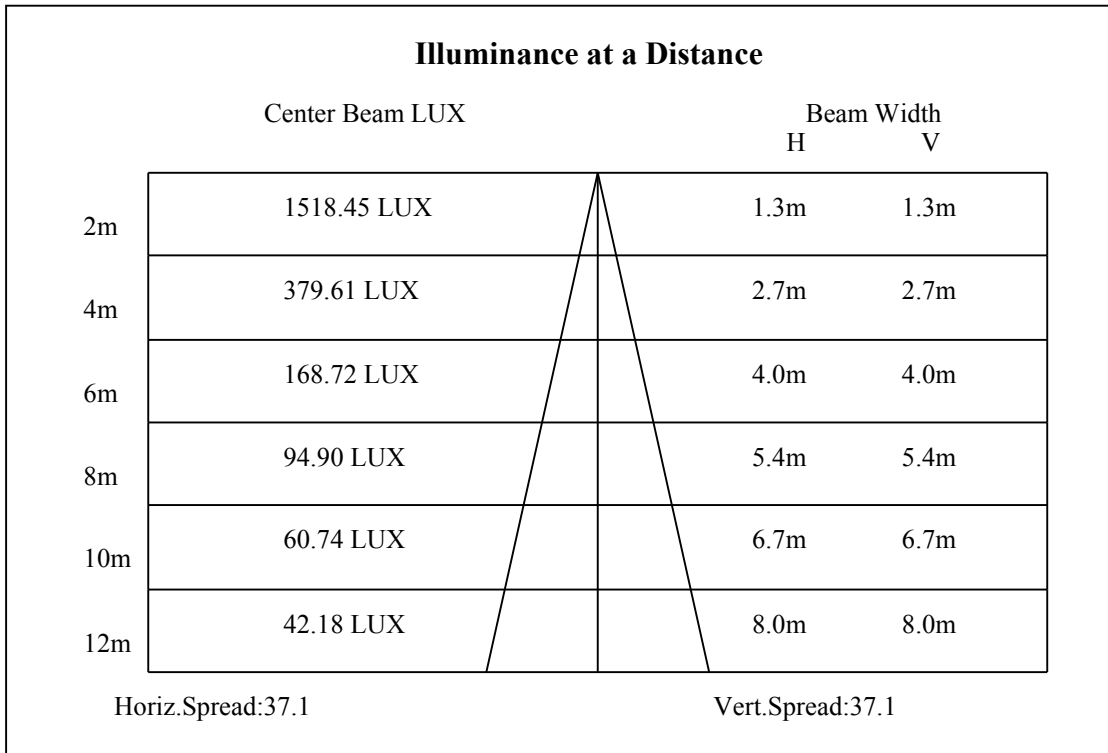 Illuminance at a Distance
Center Beam LUX Beam Width
H V
2m 1518.45 LUX 1.3m 1.3m
4m 379.61 LUX 2.7m 2.7m
6m 168.72 LUX 4.0m 4.0m
8m 94.90 LUX 5.4m 5.4m
10m 60.74 LUX 6.7m 6.7m
12m 42.18 LUX 8.0m 8.0m
Horiz.Spread:37.1 Vert.Spread:37.1